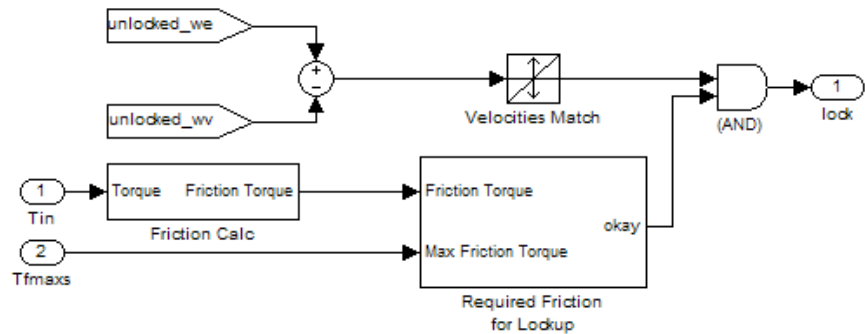 unlocked_we
+
−
unlocked_wv
Velocities Match
(AND)
1
lock
1
Tin
Torque Friction Torque
Friction Calc
2
Tfmaxs
Friction Torque
okay
Max Friction Torque
Required Friction
for Lockup